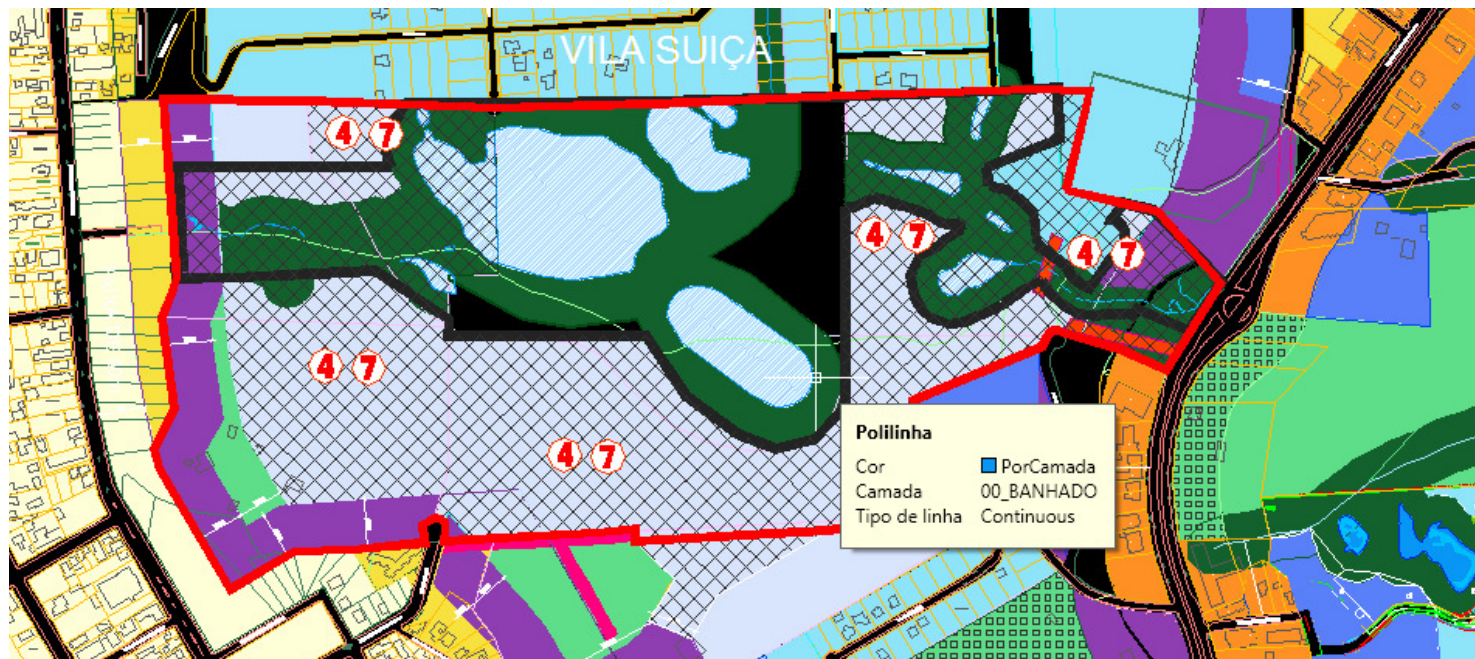 VILA SUIÇA
4 7
4 7
4 7
4 7
4 7
Polilinha
Cor PorCamada
Camada 00_BANHADO
Tipo de linha Continuous